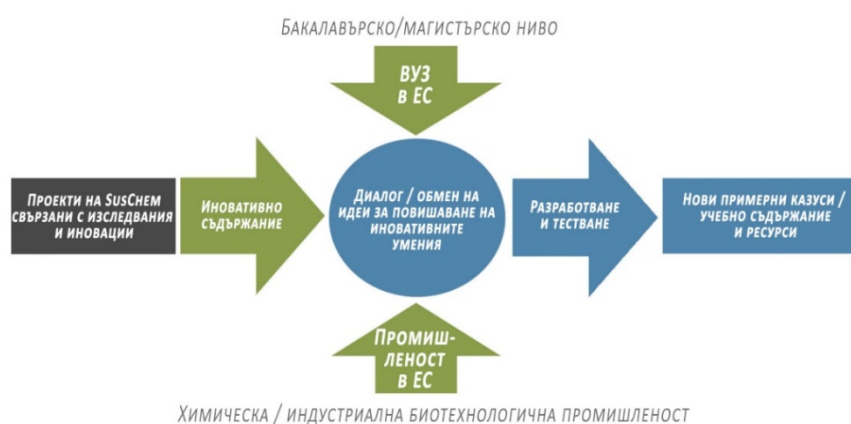 Бакалавърско/магистърско ниво
ВУЗ
в ЕС
Проекти на SusChem
свързани с изследвания
и иновации
Иновативно
съдържание
Диалог / обмен на
идеи за повишаване на
иновативните
умения
Разработване
и тестване
Нови примерни казуси /
учебно съдържание
и ресурси
Промиш-
леност
в ЕС
Химическа / индустриална биотехнологична промишленост